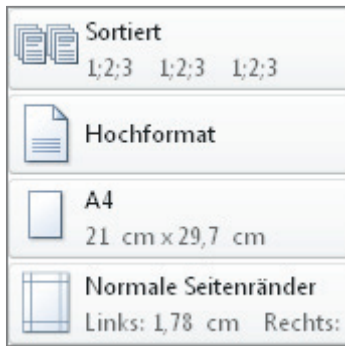 Sortiert
1;2;3 1;2;3 1;2;3
Hochformat
A4
21 cm x 29,7 cm
Normale Seitenränder
Links: 1,78 cm Rechts: